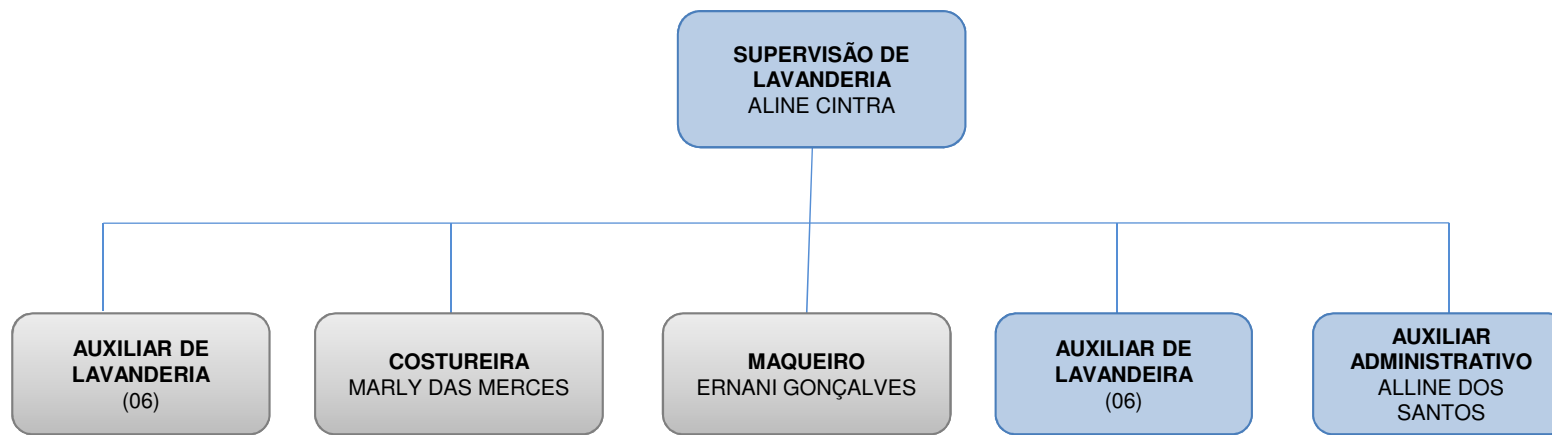 SUPERVISÃO DE
LAVANDERIA
ALINE CINTRA
AUXILIAR DE
LAVANDERIA
(06)
COSTUREIRA
MARLY DAS MERCES
MAQUEIRO
ERNANI GONÇALVES
AUXILIAR DE
LAVANDEIRA
(06)
AUXILIAR
ADMINISTRATIVO
ALLINE DOS
SANTOS